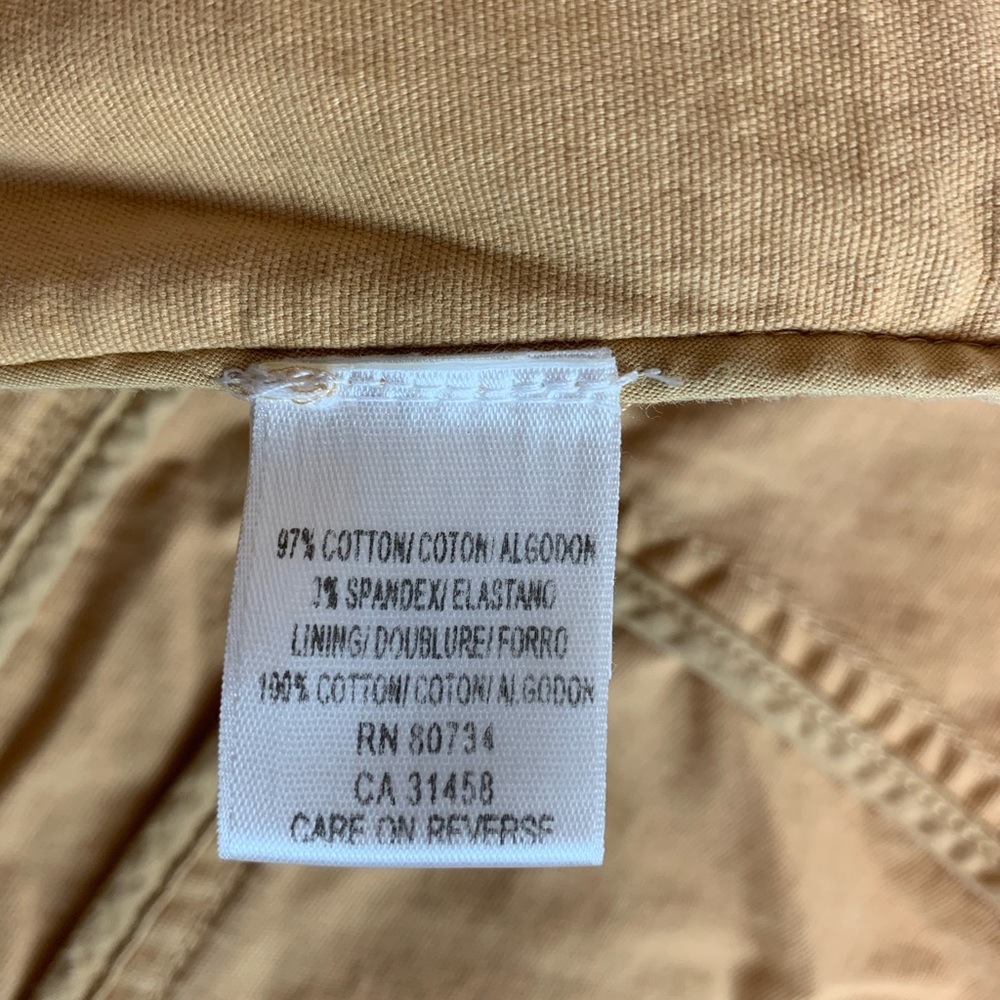 97% COTTON/COTON/ALGODON
3% SPANDEX/ELASTANO
LINING/DOUBLURE/FORRO
100% COTTON/COTON/ALGODON
RN 80734
CA 31458
CARE ON REVERSE